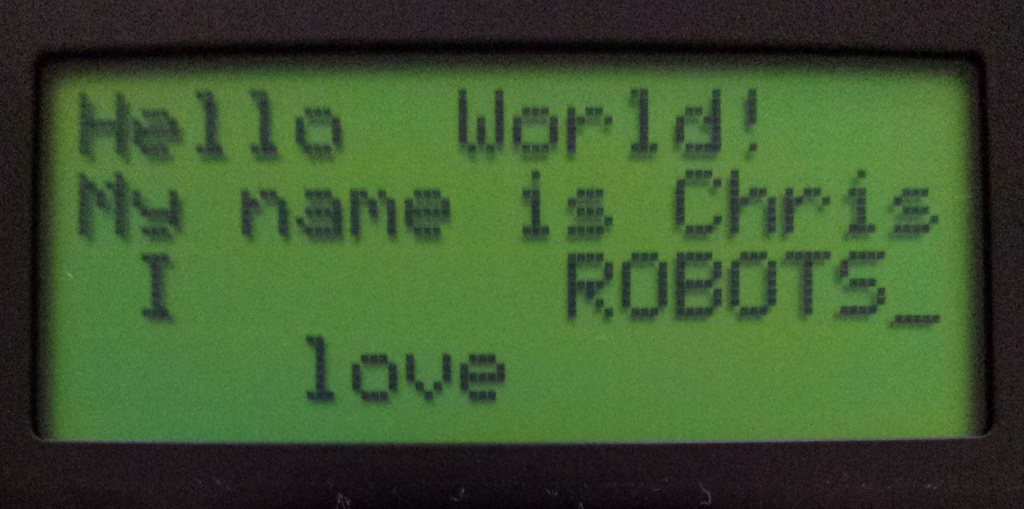 Hello World!
My name is Chris
I ROBOTS_
love